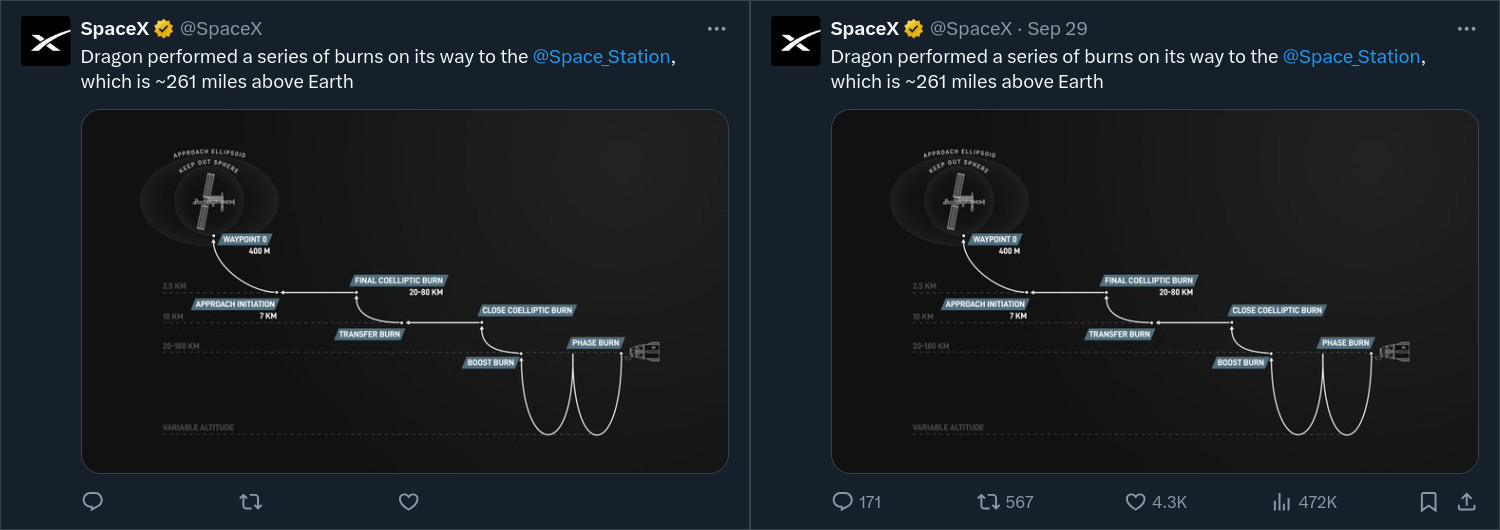 SpaceX @SpaceX
Dragon performed a series of burns on its way to the @Space_Station,
which is ~261 miles above Earth
APPROACH ELLIPSOID
KEEP OUT SPHERE
WAYPOINT 0
400 M
2.5 KM
FINAL COELLIPTIC BURN
20-80 KM
APPROACH INITIATION
7 KM
10 KM
CLOSE COELLIPTIC BURN
TRANSFER BURN
20-180 KM
PHASE BURN
BOOST BURN
VARIABLE ALTITUDE
SpaceX @SpaceX · Sep 29
Dragon performed a series of burns on its way to the @Space_Station,
which is ~261 miles above Earth
APPROACH ELLIPSOID
KEEP OUT SPHERE
WAYPOINT 0
400 M
2.5 KM
FINAL COELLIPTIC BURN
20-80 KM
APPROACH INITIATION
7 KM
10 KM
CLOSE COELLIPTIC BURN
TRANSFER BURN
20-180 KM
PHASE BURN
BOOST BURN
VARIABLE ALTITUDE
171 567 4.3K 472K